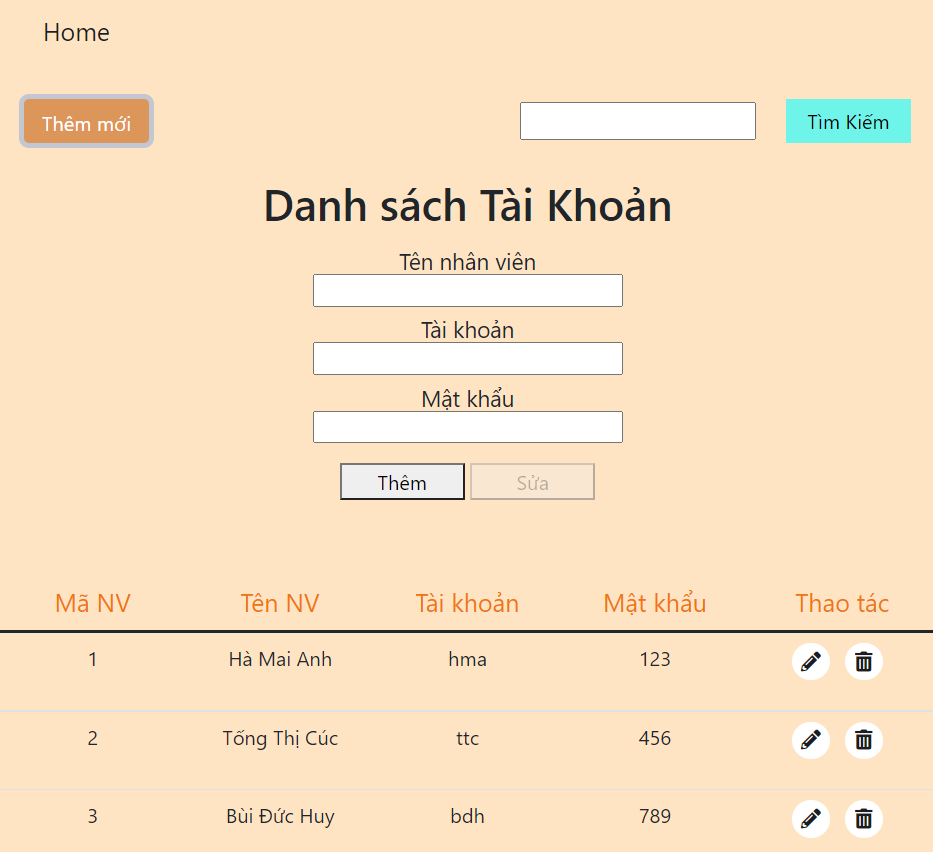 Home
Thêm mới
Tìm Kiếm
Danh sách Tài Khoản
Tên nhân viên
Tài khoản
Mật khẩu
Thêm Sửa
Mã NV Tên NV Tài khoản Mật khẩu Thao tác
1 Hà Mai Anh hma 123
2 Tống Thị Cúc ttc 456
3 Bùi Đức Huy bdh 789